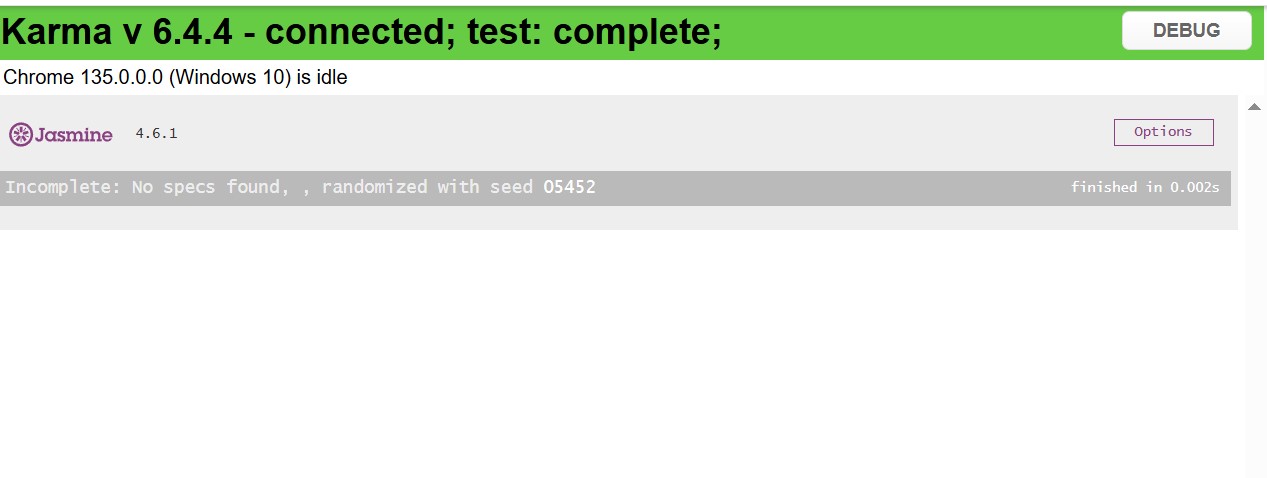 Karma v 6.4.4 - connected; test: complete;
DEBUG
Chrome 135.0.0.0 (Windows 10) is idle
Jasmine 4.6.1
Options
Incomplete: No specs found, , randomized with seed 05452
finished in 0.002s